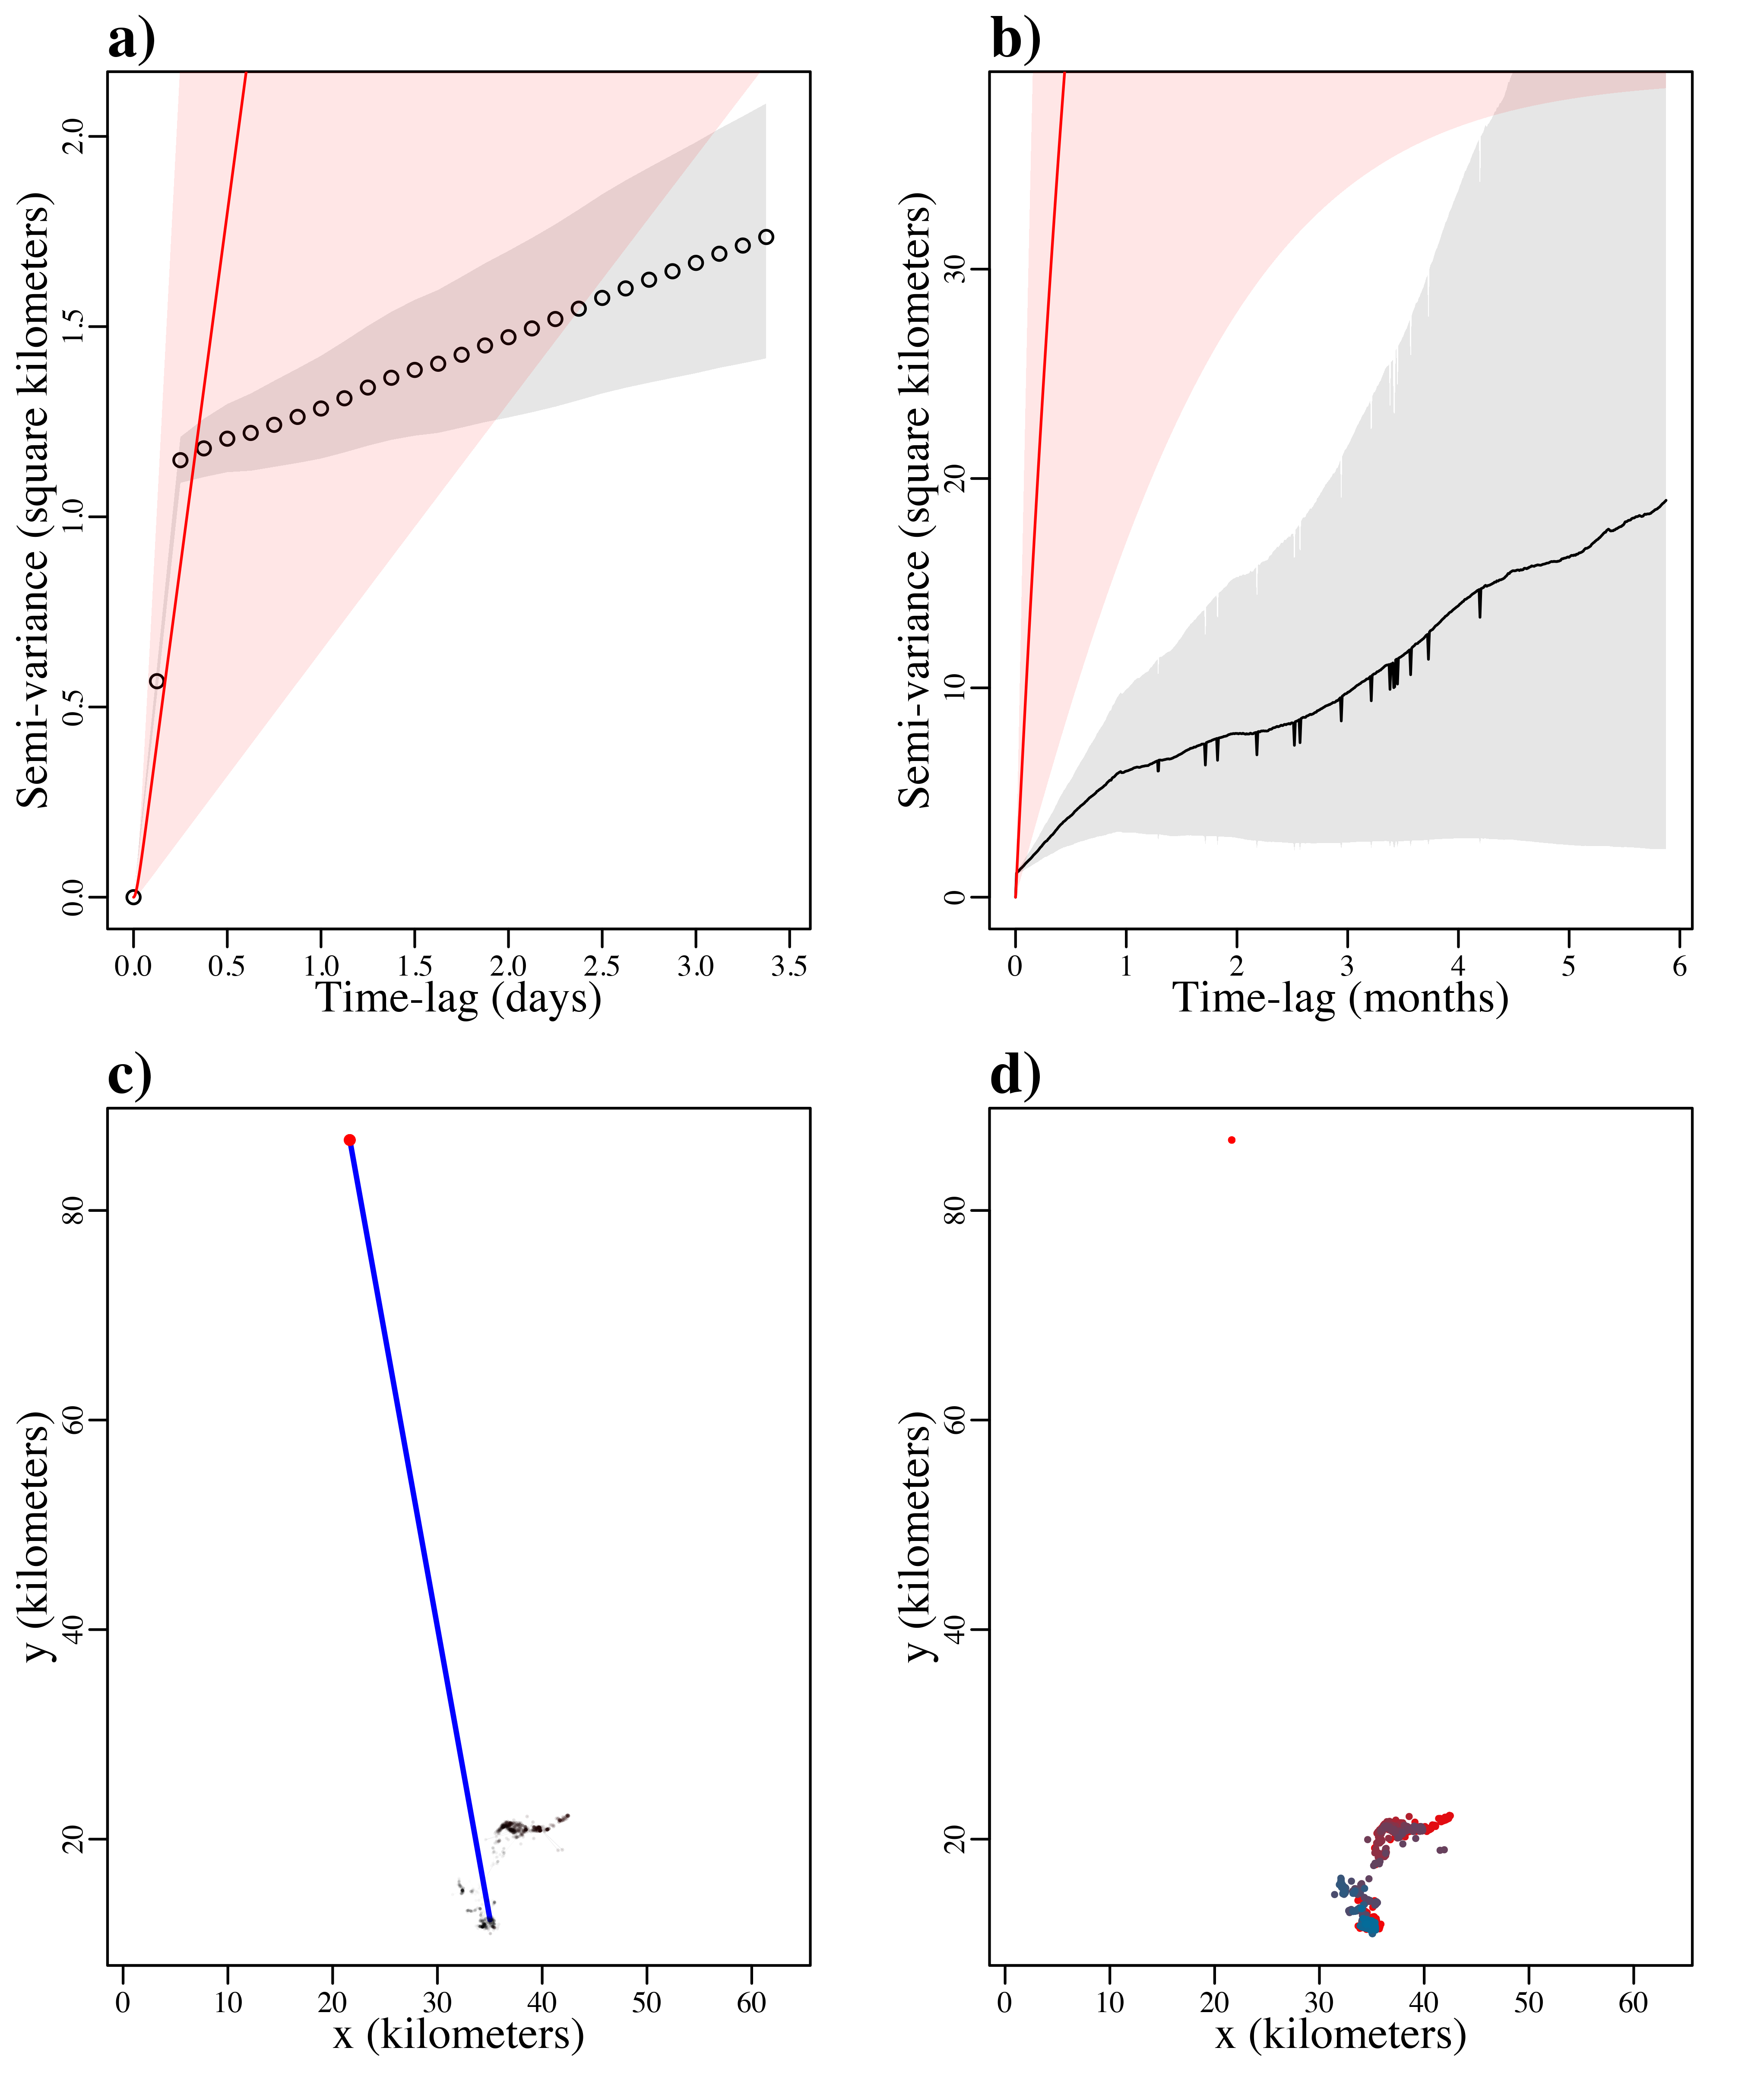 a)
Semi-variance (square kilometers)
2.0
1.5
1.0
0.5
0.0
0.0 0.5 1.0 1.5 2.0 2.5 3.0 3.5
Time-lag (days)
b)
Semi-variance (square kilometers)
30
20
10
0
0 1 2 3 4 5 6
Time-lag (months)
c)
y (kilometers)
80
60
40
20
0 10 20 30 40 50 60
x (kilometers)
d)
y (kilometers)
80
60
40
20
0 10 20 30 40 50 60
x (kilometers)